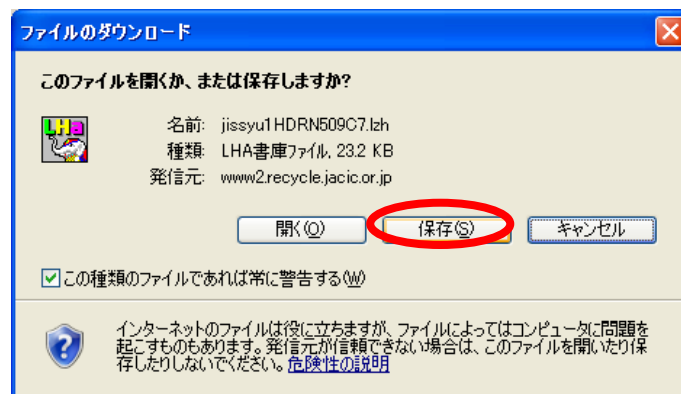 ファイルのダウンロード
このファイルを開くか、または保存しますか?
LHa
名前: jissyu1HDRN509C7.lzh
種類: LHA書庫ファイル, 23.2 KB
発信元: www2.recycle.jacic.or.jp
開く(O) 保存(S) キャンセル
この種類のファイルであれば常に警告する(W)
インターネットのファイルは役に立ちますが、ファイルによってはコンピュータに問題を
起こすものもあります。発信元が信頼できない場合は、このファイルを開いたり保
存したりしないでください。危険性の説明